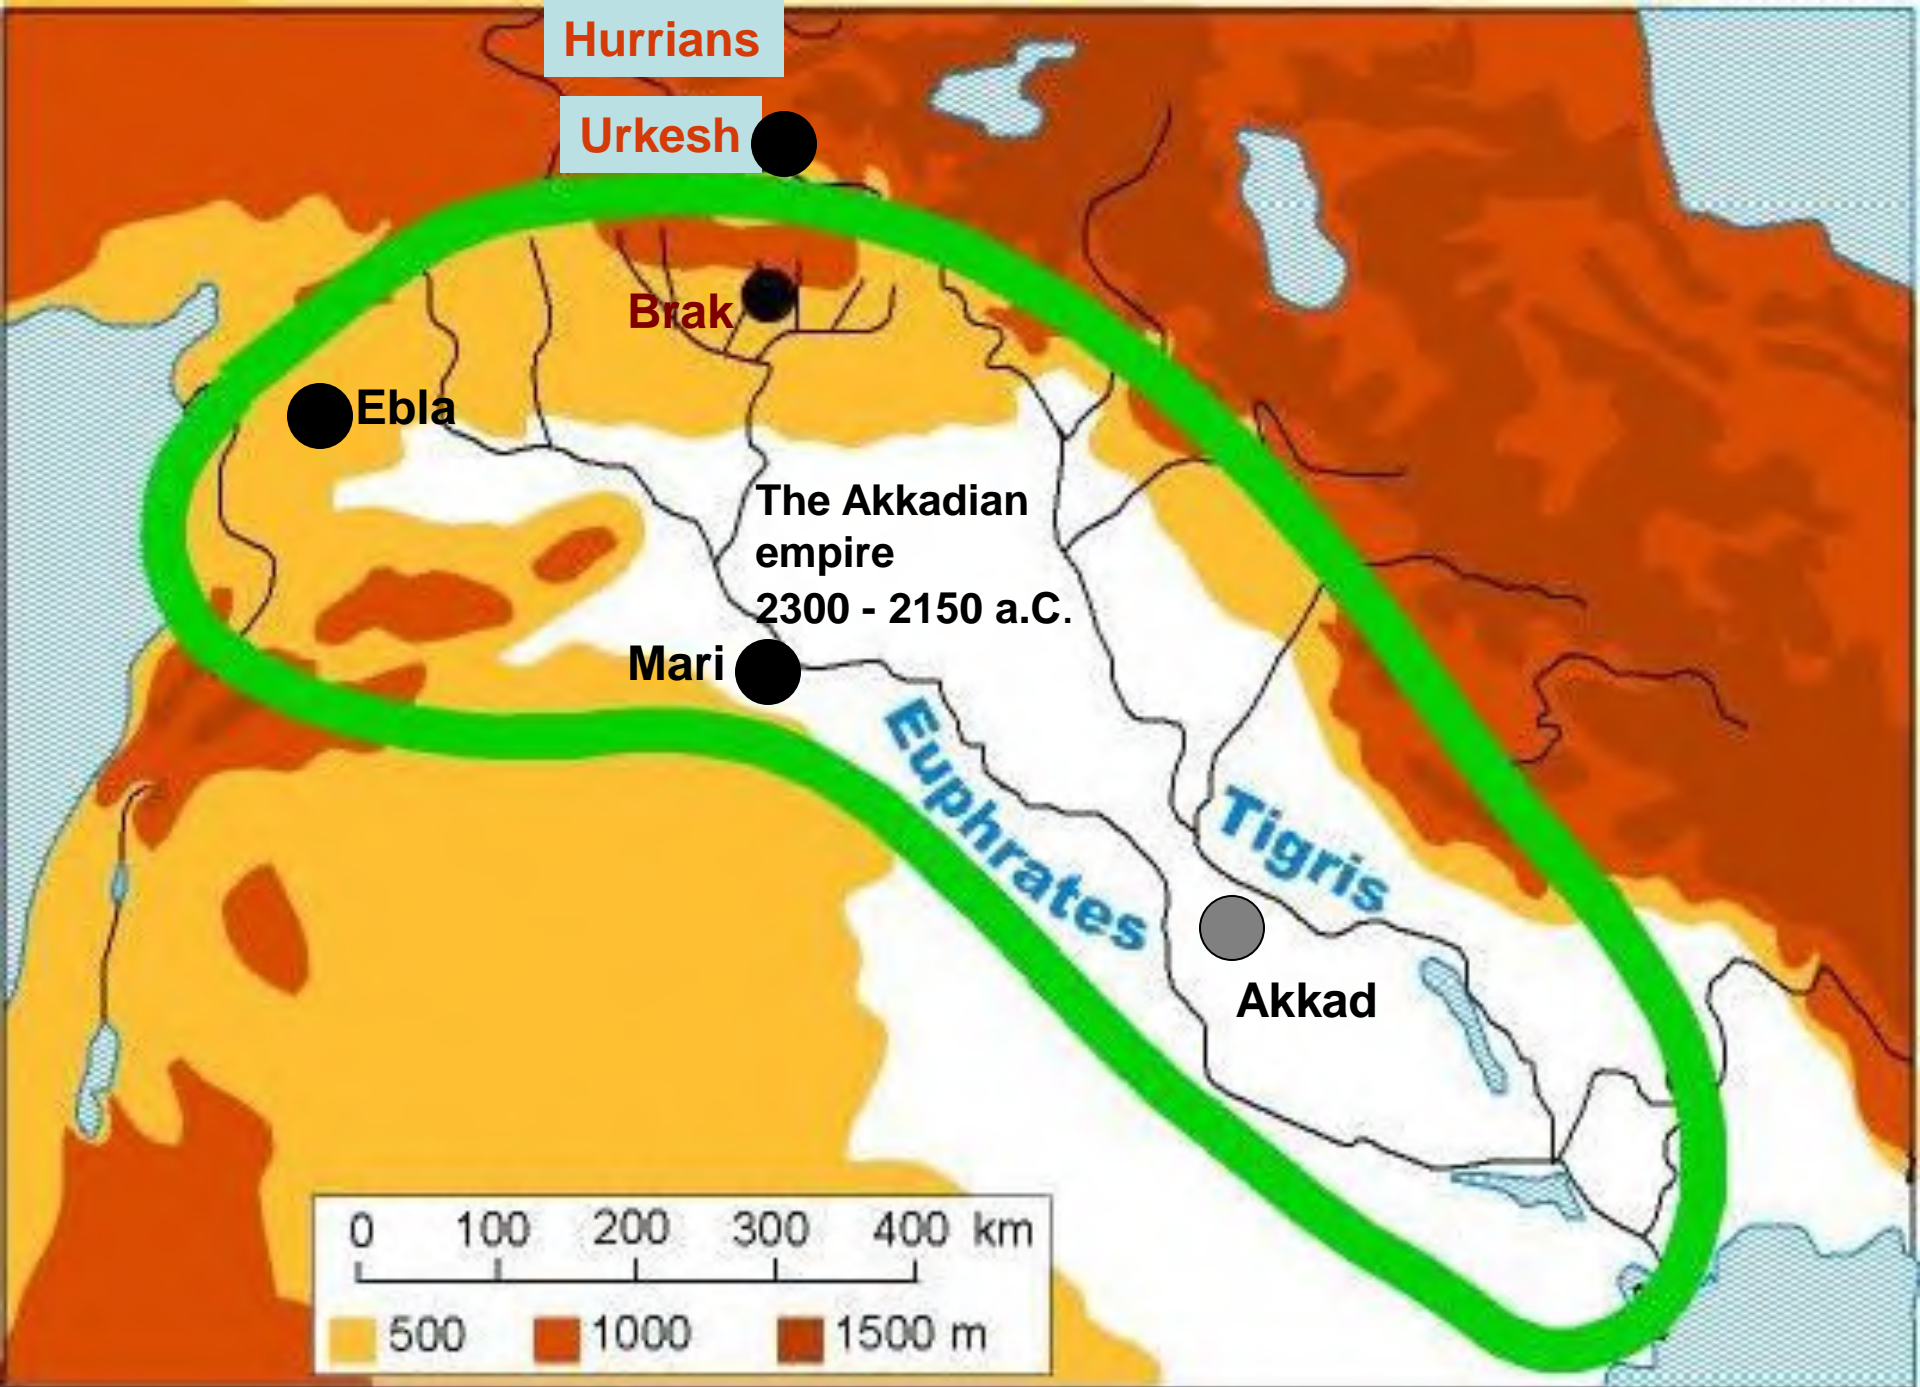 Hurrians
Urkesh
Brak
Ebla
The Akkadian
empire
2300 - 2150 a.C.
Mari
Euphrates
Tigris
Akkad
0 100 200 300 400 km
500 1000 1500 m